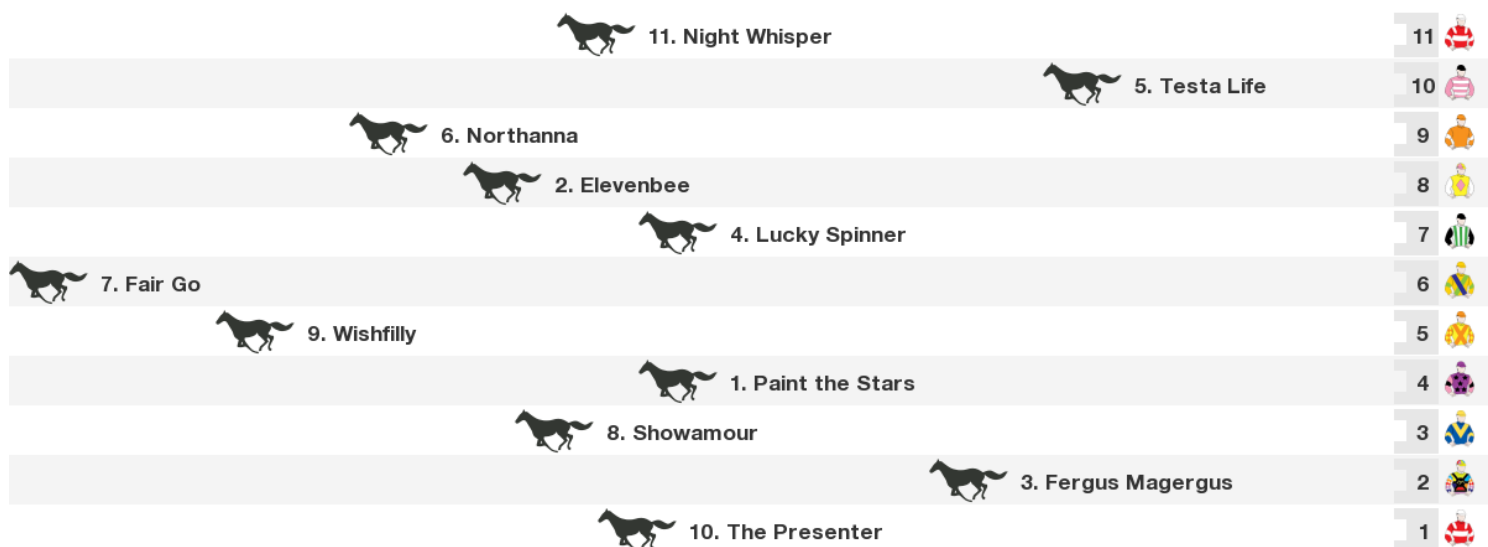 11. Night Whisper 11
5. Testa Life 10
6. Northanna 9
2. Elevenbee 8
4. Lucky Spinner 7
7. Fair Go 6
9. Wishfilly 5
1. Paint the Stars 4
8. Showamour 3
3. Fergus Magergus 2
10. The Presenter 1